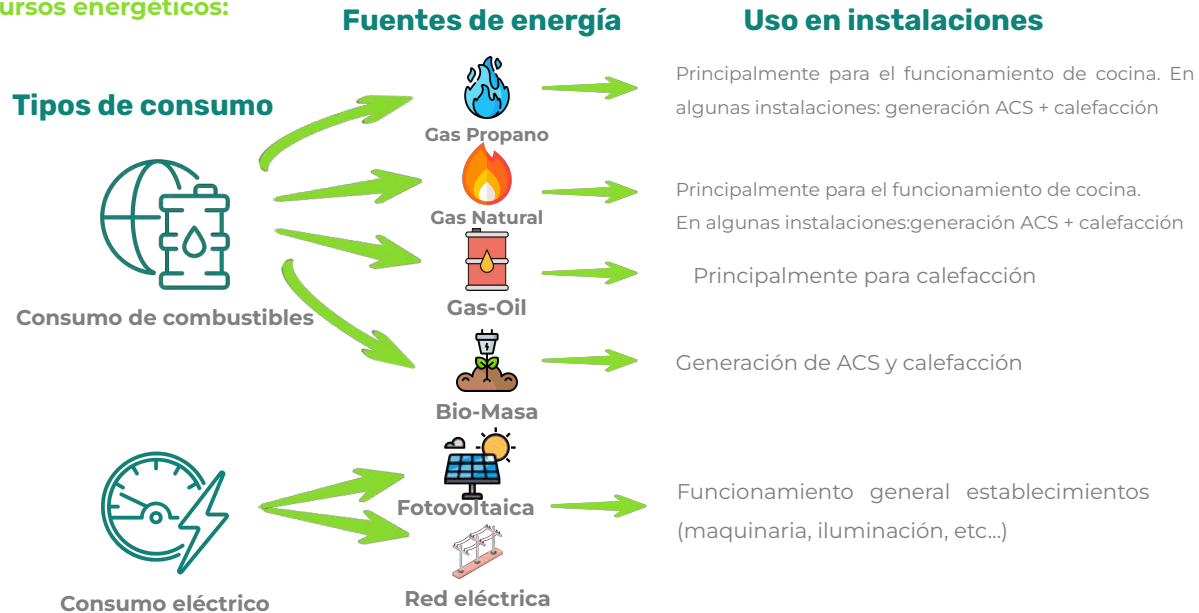 ursos energéticos:
Fuentes de energía
Uso en instalaciones
Tipos de consumo
Consumo de combustibles
Gas Propano
Principalmente para el funcionamiento de cocina. En
algunas instalaciones: generación ACS + calefacción
Gas Natural
Principalmente para el funcionamiento de cocina.
En algunas instalaciones:generación ACS + calefacción
Gas-Oil
Principalmente para calefacción
Bio-Masa
Generación de ACS y calefacción
Consumo eléctrico
Fotovoltaica
Red eléctrica
Funcionamiento general establecimientos
(maquinaria, iluminación, etc...)